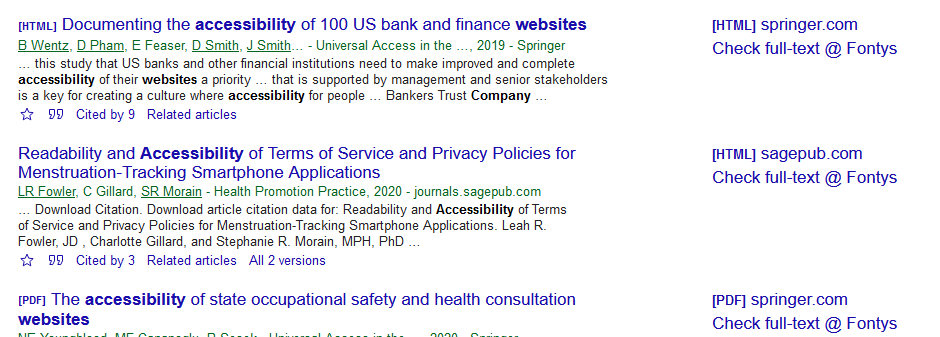 [HTML] Documenting the accessibility of 100 US bank and finance websites
B Wentz, D Pham, E Feaser, D Smith, J Smith… - Universal Access in the …, 2019 - Springer
… this study that US banks and other financial institutions need to make improved and complete
accessibility of their websites a priority … that is supported by management and senior stakeholders
is a key for creating a culture where accessibility for people … Bankers Trust Company …
Cited by 9 Related articles
[HTML] springer.com
Check full-text @ Fontys
Readability and Accessibility of Terms of Service and Privacy Policies for
Menstruation-Tracking Smartphone Applications
LR Fowler, C Gillard, SR Morain - Health Promotion Practice, 2020 - journals.sagepub.com
… Download Citation. Download article citation data for: Readability and Accessibility of Terms
of Service and Privacy Policies for Menstruation-Tracking Smartphone Applications. Leah R.
Fowler, JD , Charlotte Gillard, and Stephanie R. Morain, MPH, PhD …
Cited by 3 Related articles All 2 versions
[HTML] sagepub.com
Check full-text @ Fontys
[PDF] The accessibility of state occupational safety and health consultation
websites
[PDF] springer.com
Check full-text @ Fontys